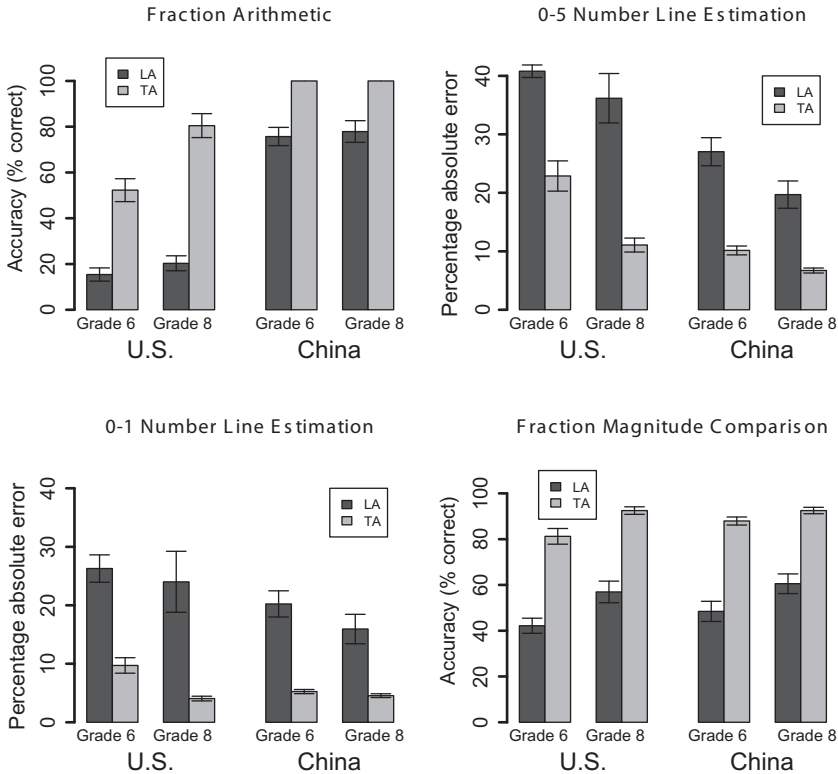 Fraction Arithmetic
Accuracy (% correct)
100
80
60
40
20
0
LA
TA
Grade 6
Grade 8
Grade 6
Grade 8
U.S.
China
0-5 Number Line Estimation
Percentage absolute error
40
30
20
10
0
LA
TA
Grade 6
Grade 8
Grade 6
Grade 8
U.S.
China
0-1 Number Line Estimation
Percentage absolute error
40
30
20
10
0
LA
TA
Grade 6
Grade 8
Grade 6
Grade 8
U.S.
China
Fraction Magnitude Comparison
Accuracy (% correct)
100
80
60
40
20
0
LA
TA
Grade 6
Grade 8
Grade 6
Grade 8
U.S.
China